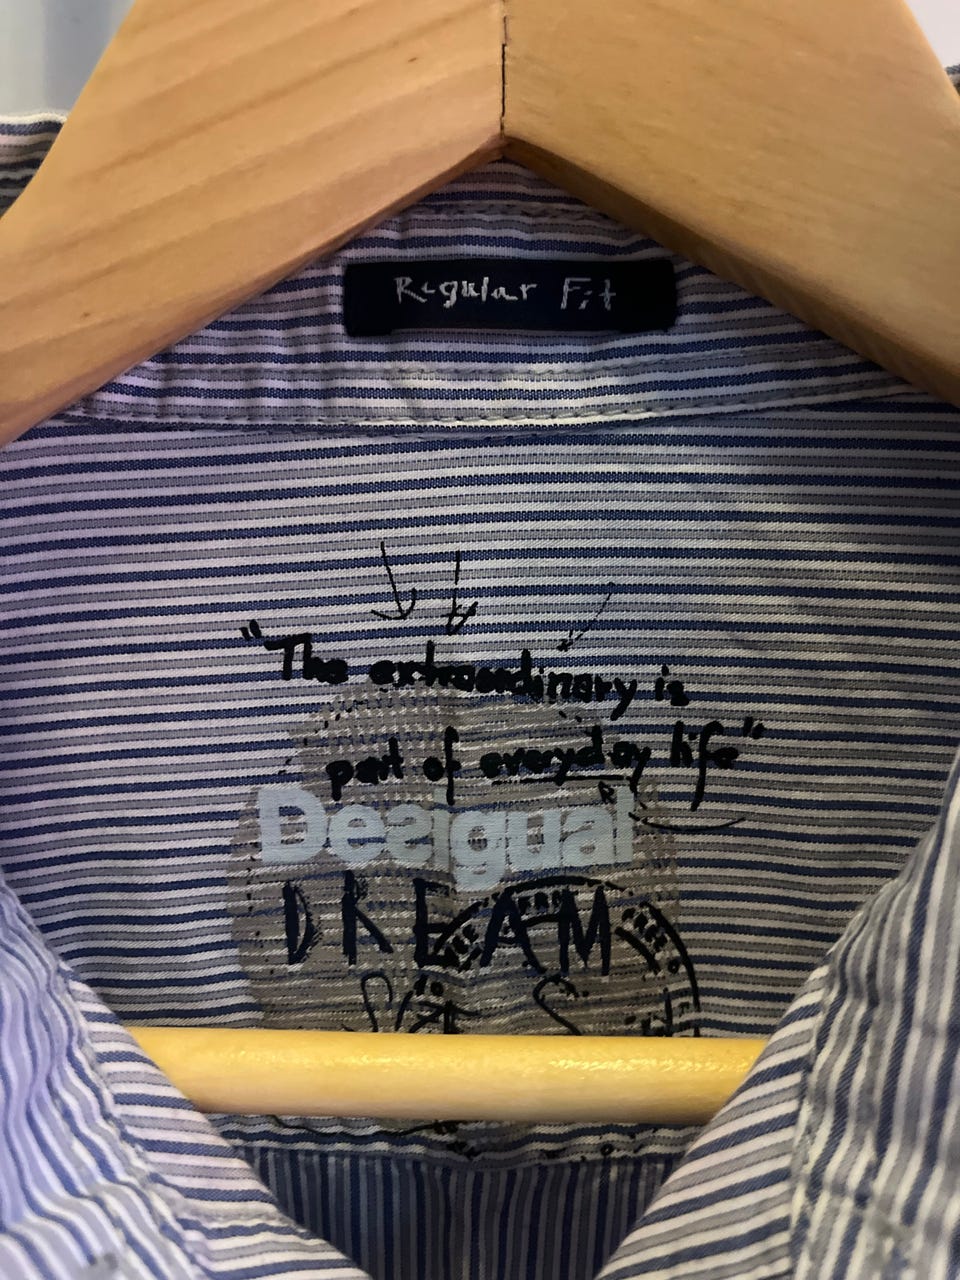 Regular Fit
"The extraordinary is
part of everyday life"
Desigual
DREAM